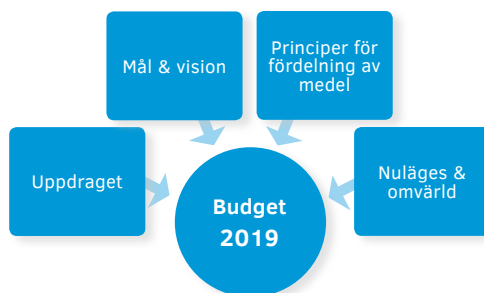 Mål & vision
Principer för
fördelning av
medel
Uppdraget
Nuläges &
omvärld
Budget
2019